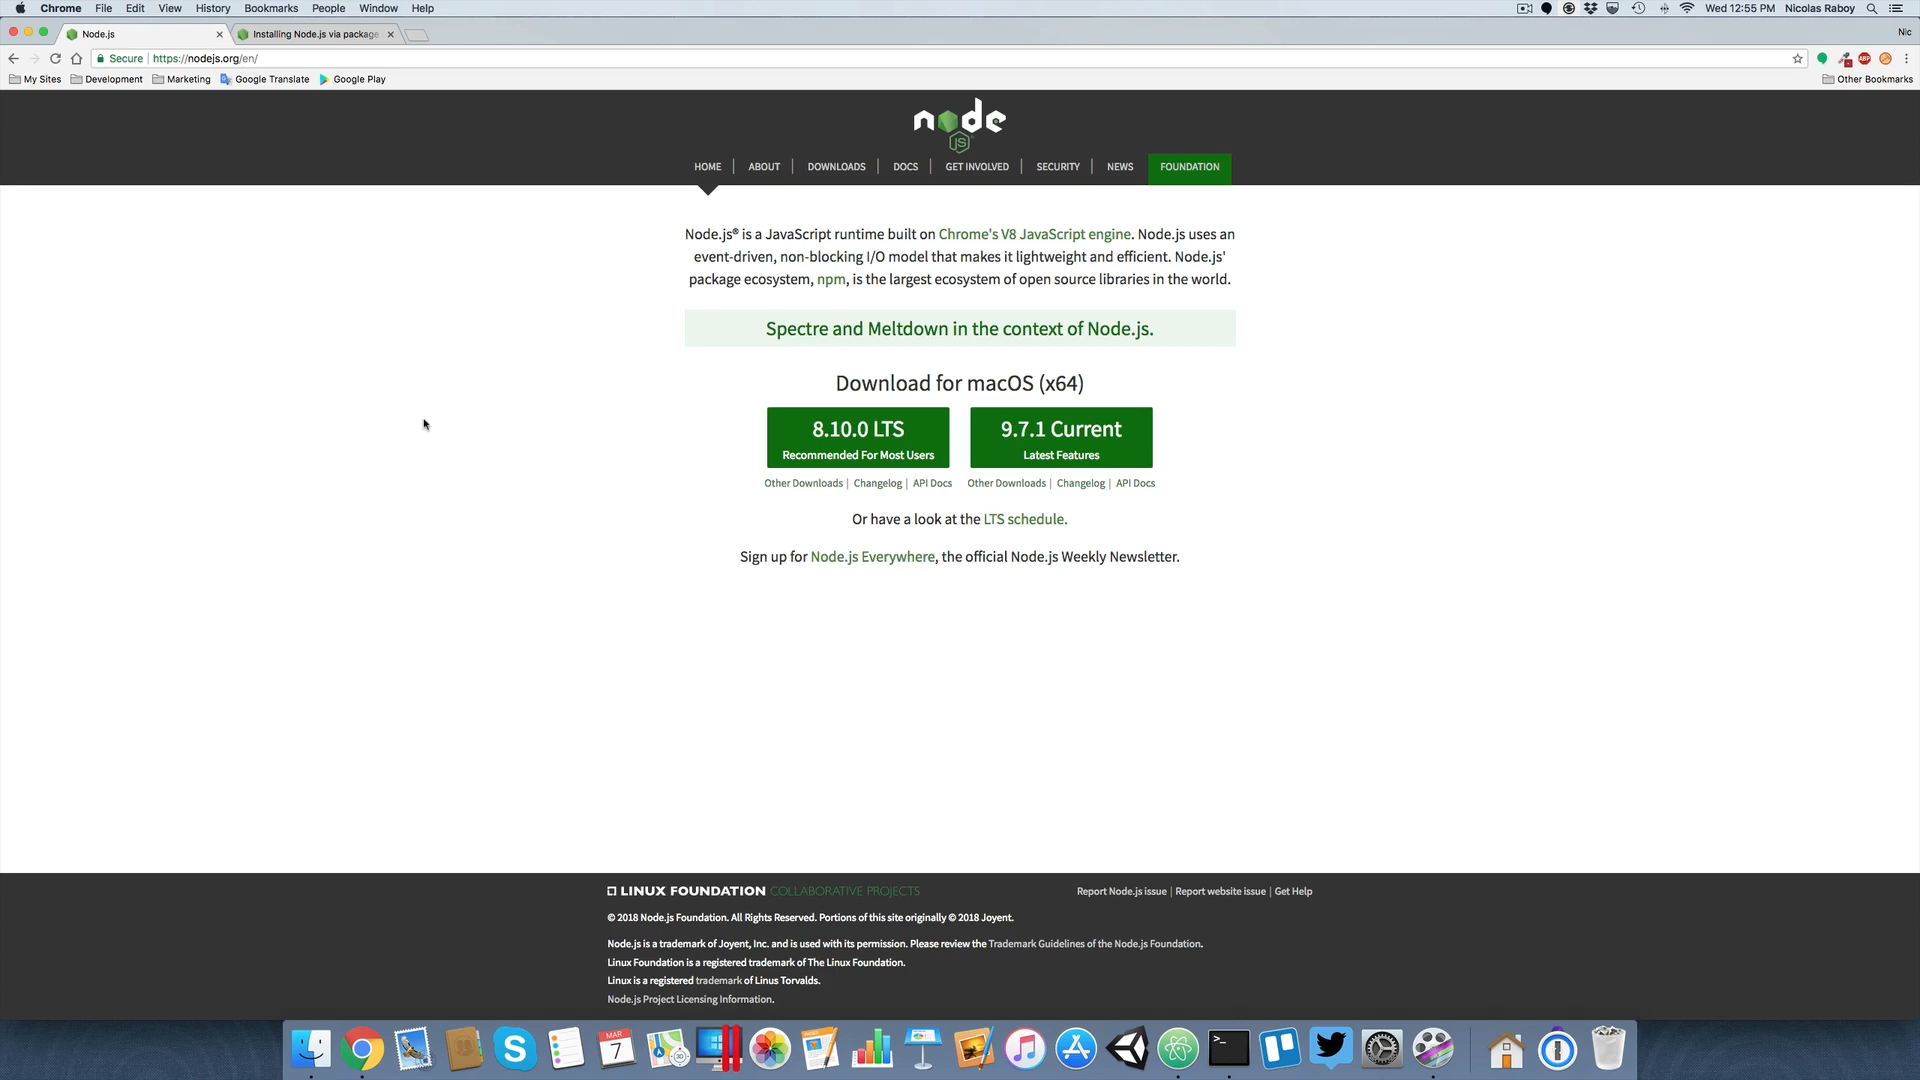 Chrome File Edit View History Bookmarks People Window Help Wed 12:55 PM Nicolas Raboy
Node.js Installing Node.js via package Nic
Secure https://nodejs.org/en/
My Sites Development Marketing Google Translate Google Play Other Bookmarks
node
JS
HOME ABOUT DOWNLOADS DOCS GET INVOLVED SECURITY NEWS FOUNDATION
Node.js® is a JavaScript runtime built on Chrome's V8 JavaScript engine. Node.js uses an
event-driven, non-blocking I/O model that makes it lightweight and efficient. Node.js'
package ecosystem, npm, is the largest ecosystem of open source libraries in the world.
Spectre and Meltdown in the context of Node.js.
Download for macOS (x64)
8.10.0 LTS 9.7.1 Current
Recommended For Most Users Latest Features
Other Downloads | Changelog | API Docs Other Downloads | Changelog | API Docs
Or have a look at the LTS schedule.
Sign up for Node.js Everywhere, the official Node.js Weekly Newsletter.
LINUX FOUNDATION COLLABORATIVE PROJECTS Report Node.js issue | Report website issue | Get Help
© 2018 Node.js Foundation. All Rights Reserved. Portions of this site originally © 2018 Joyent.
Node.js is a trademark of Joyent, Inc. and is used with its permission. Please review the Trademark Guidelines of the Node.js Foundation.
Linux Foundation is a registered trademark of The Linux Foundation.
Linux is a registered trademark of Linus Torvalds.
Node.js Project Licensing Information.
MAR
7
3D